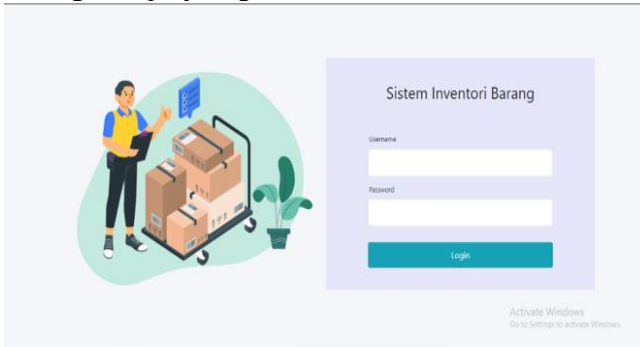 Sistem Inventori Barang
Username
Password
Login
Activate Windows
Go to Settings to activate Windows.